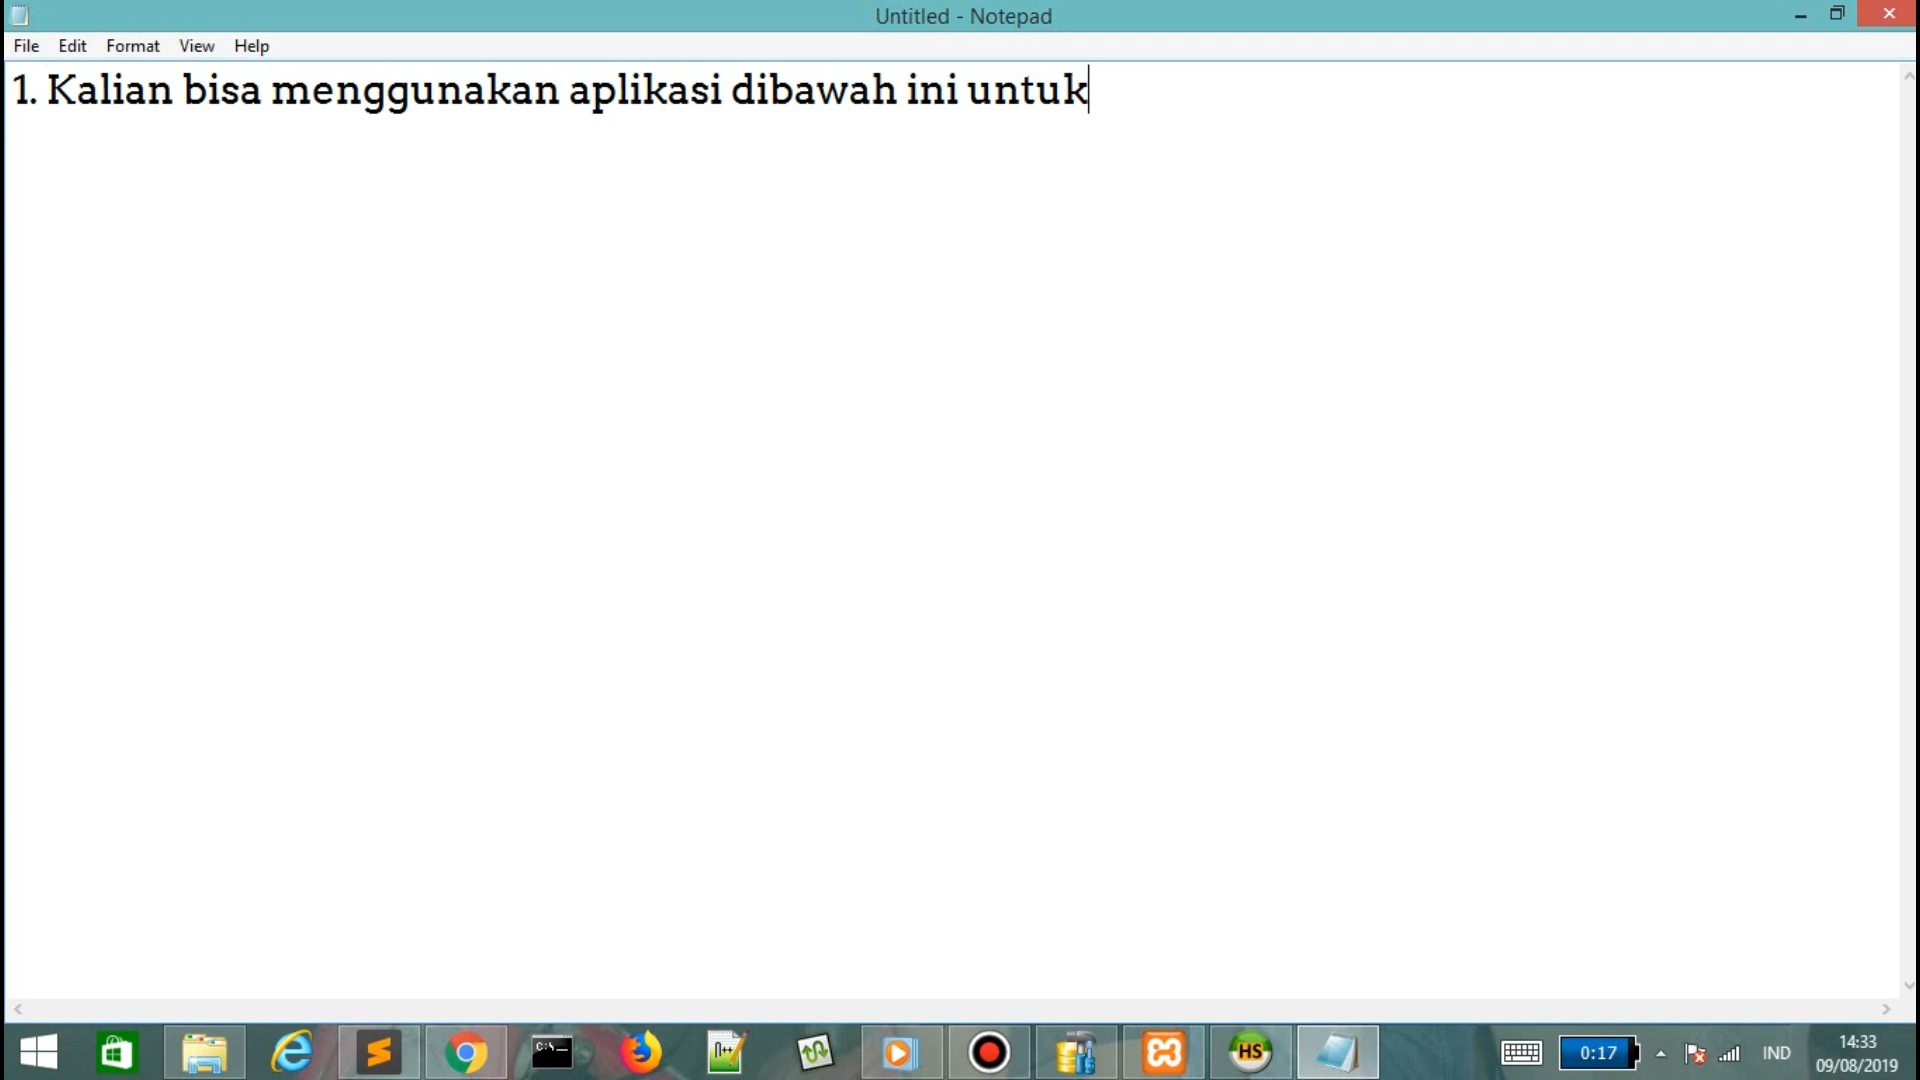 Untitled - Notepad
File Edit Format View Help
1. Kalian bisa menggunakan aplikasi dibawah ini untuk
C:\
n++
HS
0:17
IND
14:33
09/08/2019